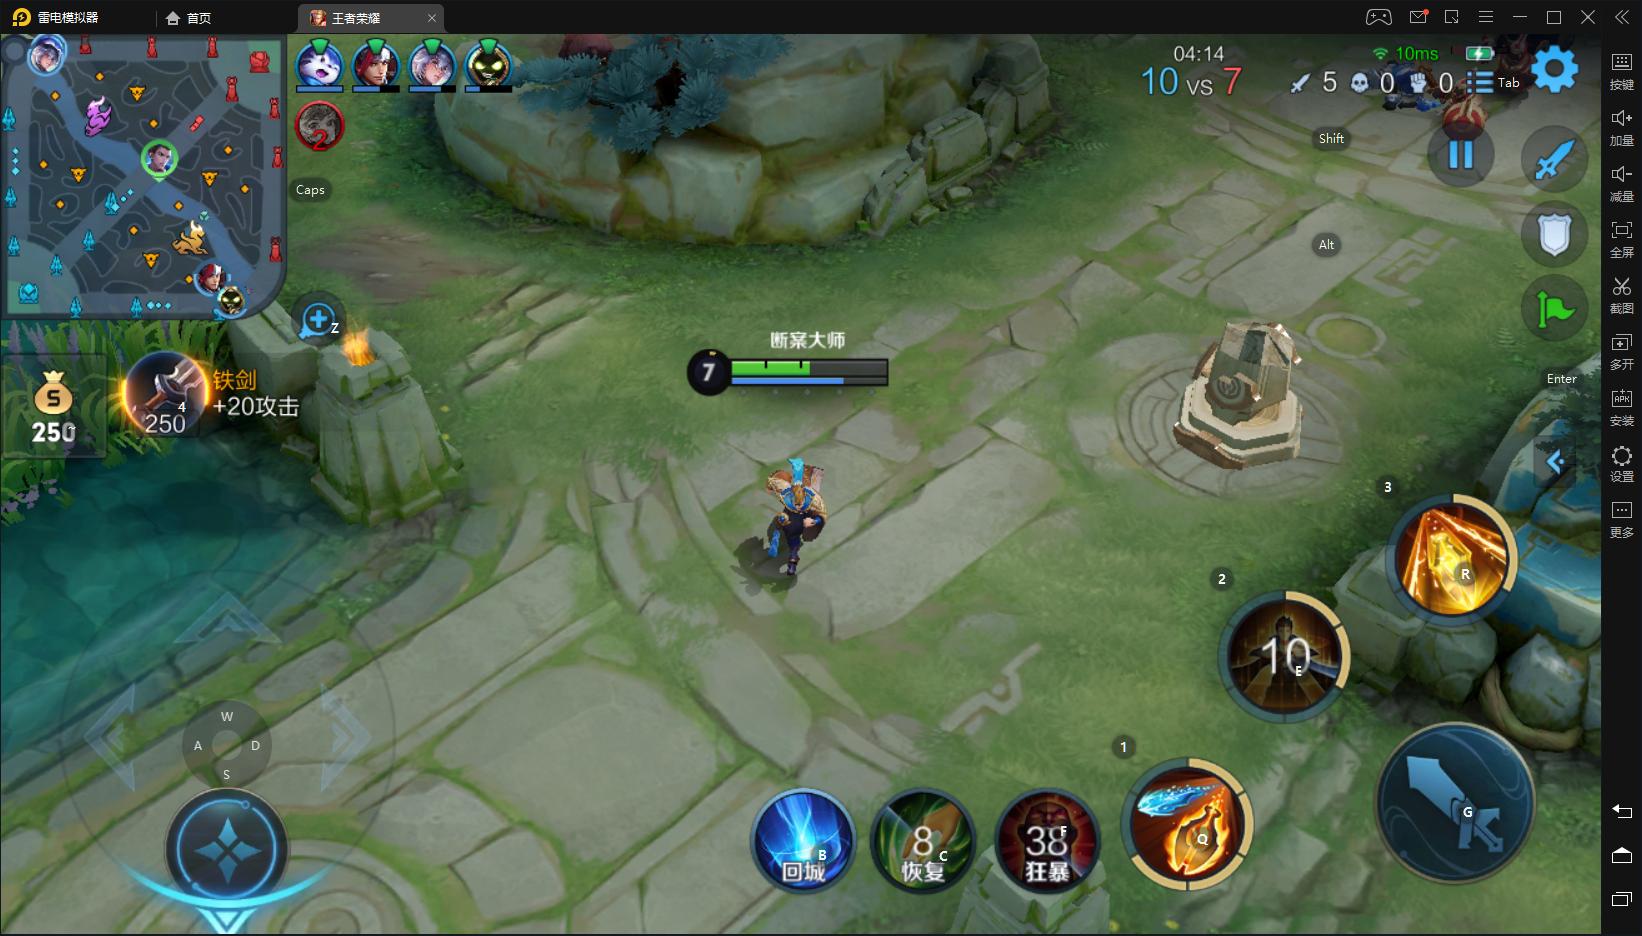 雷电模拟器
首页
王者荣耀
04:14
10 vs 7
10ms
5 0 0
Tab
2
Caps
Shift
Alt
Enter
Z
250
铁剑
+20攻击
4
250
断案大师
7
W
A D
S
3
R
2
10
E
1
Q
G
回城
B
8
恢复
C
38
狂暴
F
按键
加量
减量
全屏
截图
多开
APK
安装
设置
更多